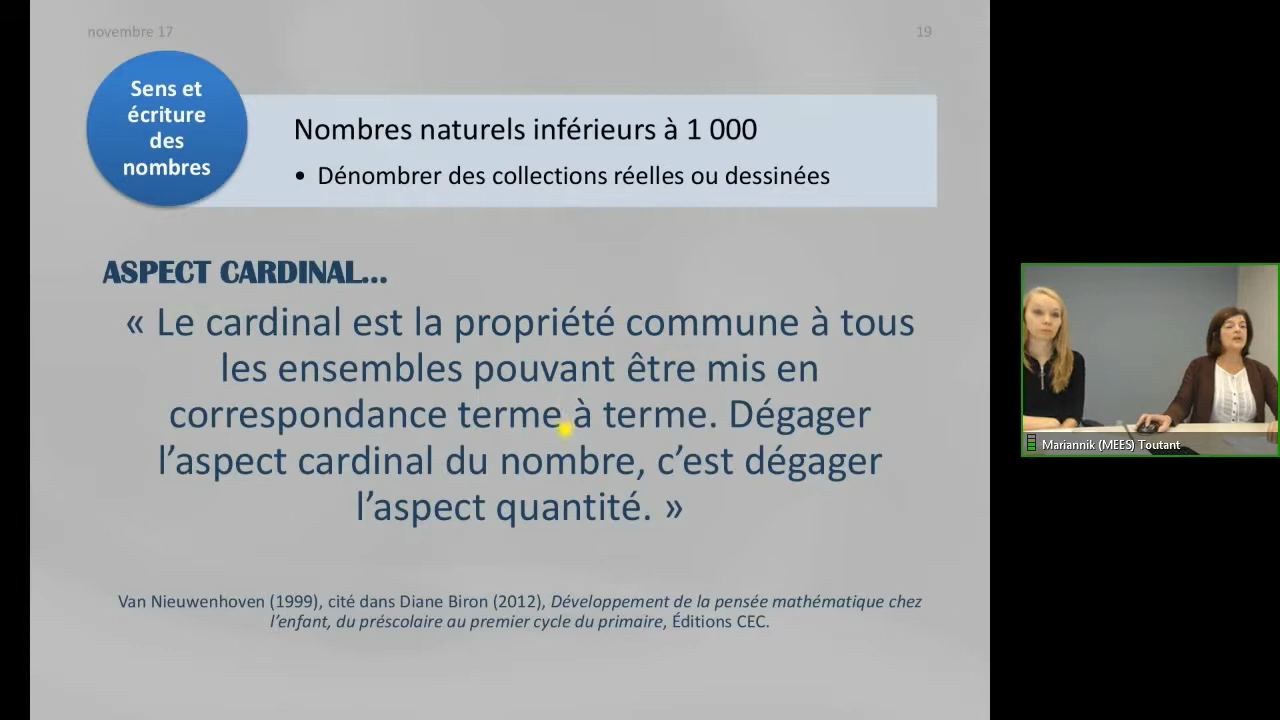 novembre 17
19
Sens et
écriture
des
nombres
Nombres naturels inférieurs à 1 000
• Dénombrer des collections réelles ou dessinées
ASPECT CARDINAL…
« Le cardinal est la propriété commune à tous
les ensembles pouvant être mis en
correspondance terme à terme. Dégager
l’aspect cardinal du nombre, c’est dégager
l’aspect quantité. »
Van Nieuwenhoven (1999), cité dans Diane Biron (2012), Développement de la pensée mathématique chez
l’enfant, du préscolaire au premier cycle du primaire, Éditions CEC.
Mariannik (MEES) Toutant